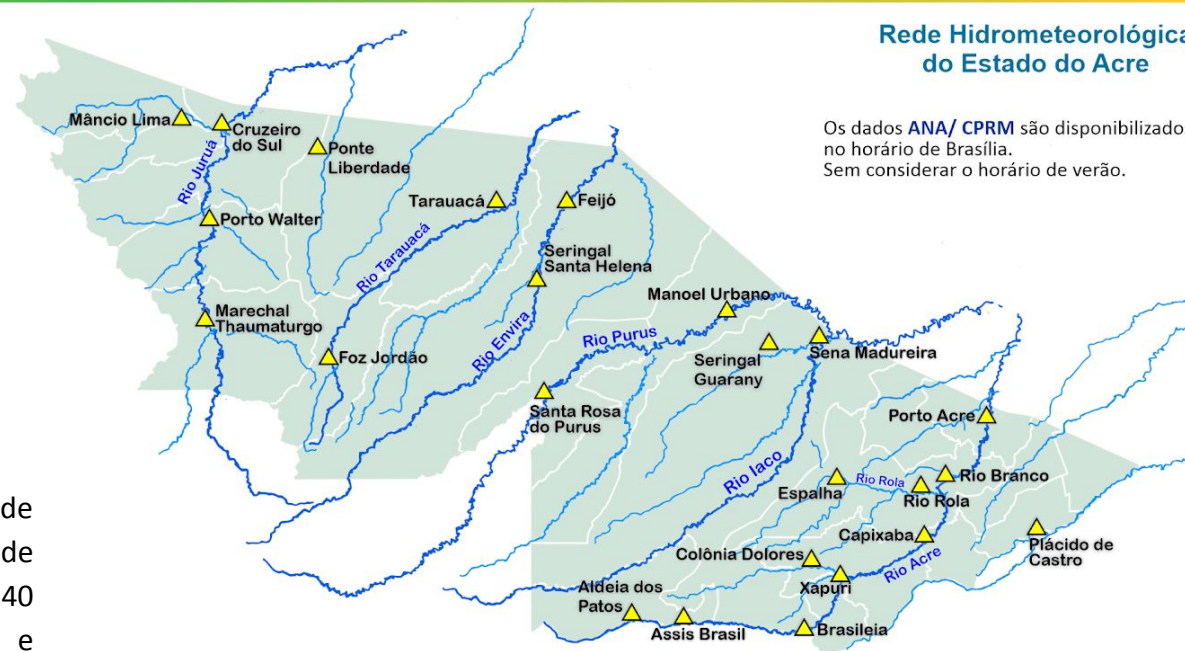 Rede Hidrometeorológica
do Estado do Acre
Os dados ANA/ CPRM são disponibilizado
no horário de Brasília.
Sem considerar o horário de verão.
Mâncio Lima
Cruzeiro
do Sul
Ponte
Liberdade
Rio Juruá
Porto Walter
Tarauacá
Feijó
Rio Tarauacá
Seringal
Santa Helena
Marechal
Thaumaturgo
Foz Jordão
Rio Envira
Manoel Urbano
Rio Purus
Seringal
Guarany
Sena Madureira
Santa Rosa
do Purus
Porto Acre
Rio Iaco
Espalha
Rio Rola
Rio Rola
Rio Branco
Capixaba
Plácido de
Castro
Colônia Dolores
Rio Acre
Xapuri
Aldeia dos
Patos
Assis Brasil
Brasileia
de
de
40
e